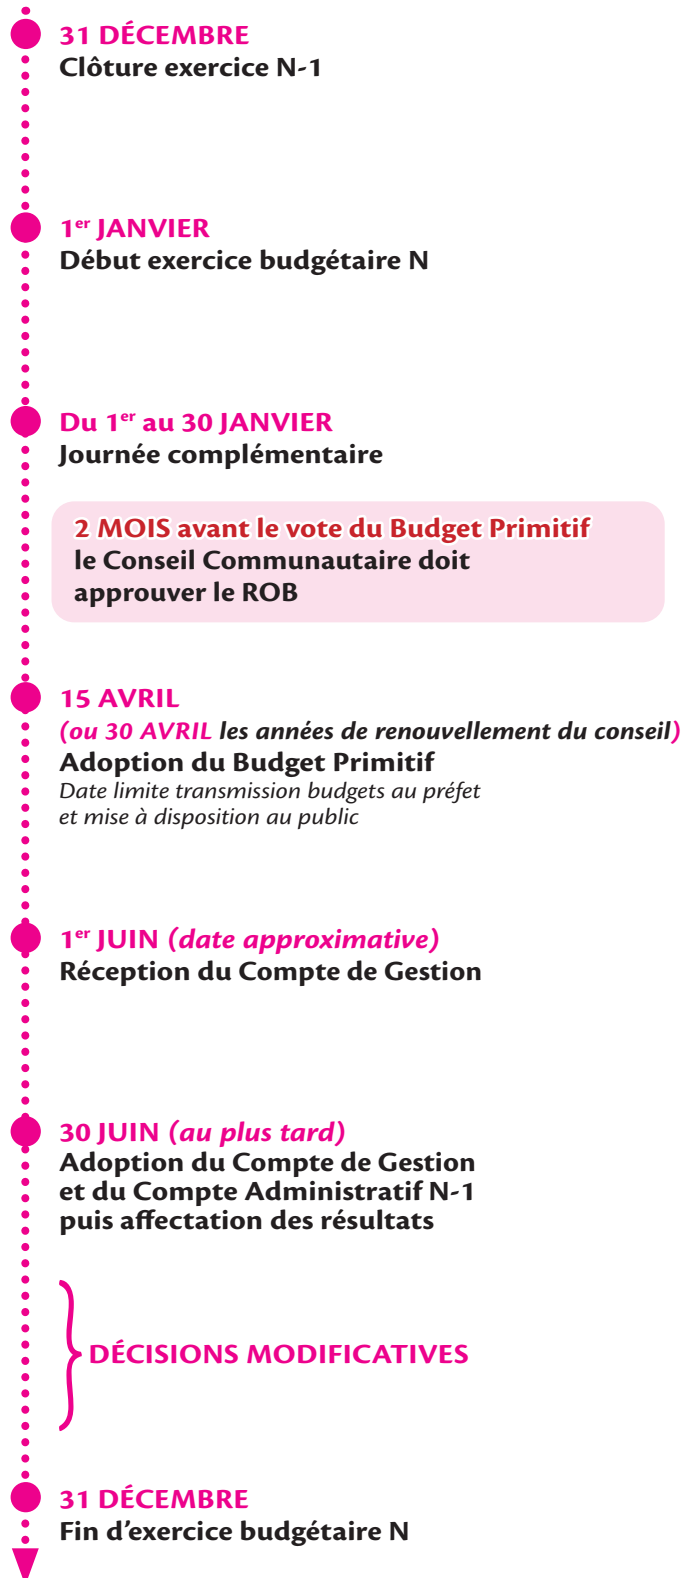 31 DÉCEMBRE
Clôture exercice N-1
1er JANVIER
Début exercice budgétaire N
Du 1er au 30 JANVIER
Journée complémentaire
2 MOIS avant le vote du Budget Primitif
le Conseil Communautaire doit
approuver le ROB
15 AVRIL
(ou 30 AVRIL les années de renouvellement du conseil)
Adoption du Budget Primitif
Date limite transmission budgets au préfet
et mise à disposition au public
1er JUIN (date approximative)
Réception du Compte de Gestion
30 JUIN (au plus tard)
Adoption du Compte de Gestion
et du Compte Administratif N-1
puis affectation des résultats
DÉCISIONS MODIFICATIVES
31 DÉCEMBRE
Fin d'exercice budgétaire N